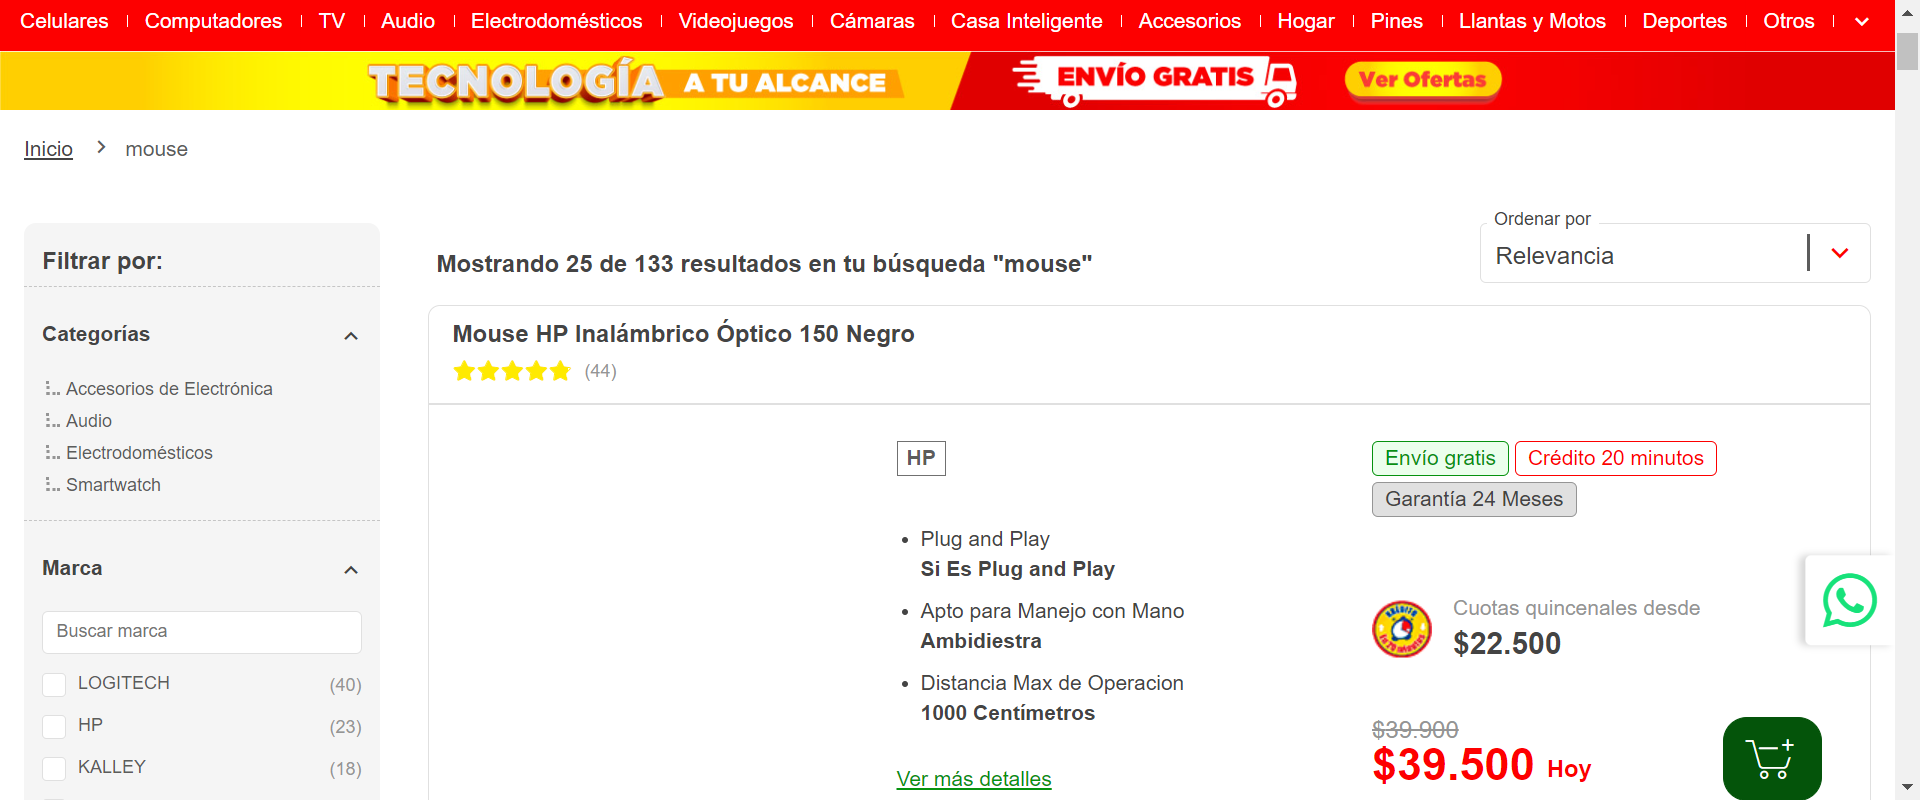 Celulares Computadores TV Audio Electrodomésticos Videojuegos Cámaras Casa Inteligente Accesorios Hogar Pines Llantas y Motos Deportes Otros
TECNOLOGÍA A TU ALCANCE ENVÍO GRATIS Ver Ofertas
Inicio > mouse
Filtrar por:
Categorías
Accesorios de Electrónica
Audio
Electrodomésticos
Smartwatch
Marca
Buscar marca
LOGITECH (40)
HP (23)
KALLEY (18)
Ordenar por
Relevancia
Mostrando 25 de 133 resultados en tu búsqueda "mouse"
Mouse HP Inalámbrico Óptico 150 Negro
(44)
HP
Plug and Play
Si Es Plug and Play
Apto para Manejo con Mano
Ambidiestra
Distancia Max de Operacion
1000 Centímetros
Ver más detalles
Envío gratis Crédito 20 minutos
Garantía 24 Meses
Cuotas quincenales desde
$22.500
$39.900
$39.500 Hoy